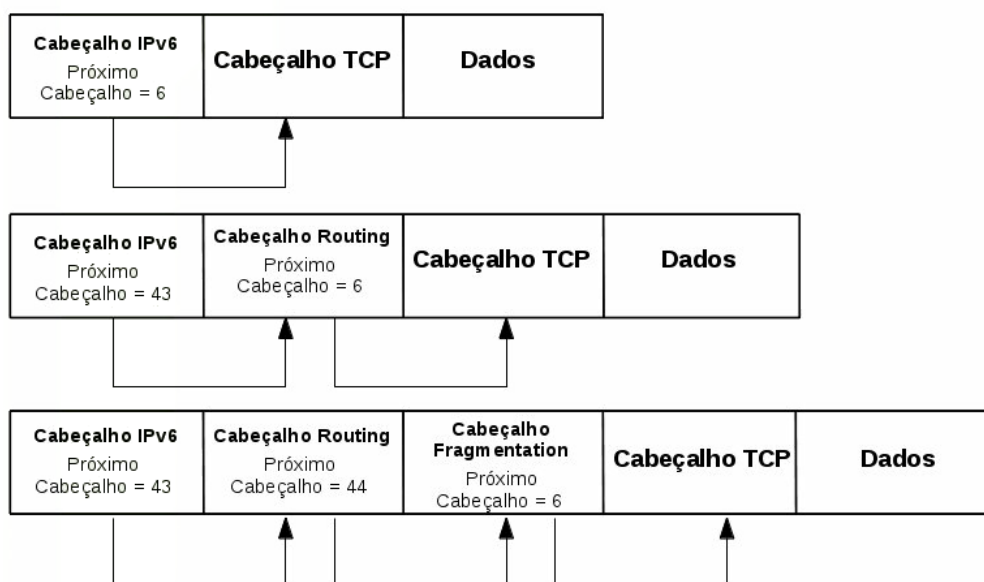 Cabeçalho IPv6
Próximo
Cabeçalho = 6
Cabeçalho TCP
Dados
Cabeçalho IPv6
Próximo
Cabeçalho = 43
Cabeçalho Routing
Próximo
Cabeçalho = 6
Cabeçalho TCP
Dados
Cabeçalho IPv6
Próximo
Cabeçalho = 43
Cabeçalho Routing
Próximo
Cabeçalho = 44
Cabeçalho
Fragmentation
Próximo
Cabeçalho = 6
Cabeçalho TCP
Dados